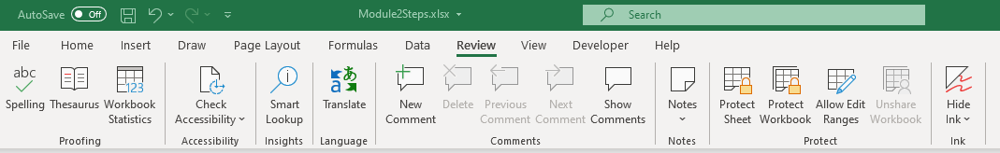 AutoSave Off Module2Steps.xlsx Search
File Home Insert Draw Page Layout Formulas Data Review View Developer Help
abc 123 あ a
Spelling Thesaurus Workbook Statistics Check Accessibility Smart Lookup Translate New Comment Delete Previous Comment Next Comment Show Comments Notes Protect Sheet Protect Workbook Allow Edit Ranges Unshare Workbook Hide Ink
Proofing Accessibility Insights Language Comments Notes Protect Ink